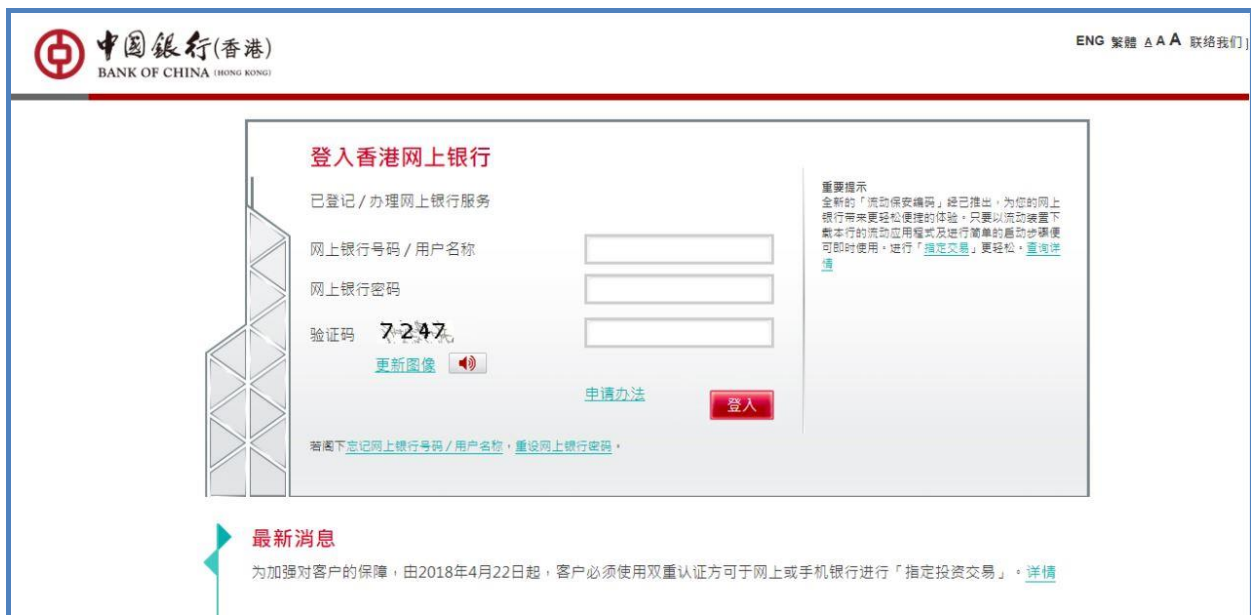 中国银行(香港)
BANK OF CHINA (HONG KONG)
ENG 繁體 A A A 联络我们 |
登入香港网上银行
已登记 / 办理网上银行服务
网上银行号码 / 用户名称
网上银行密码
验证码 7247
更新图像
申请办法 登入
若阁下忘记网上银行号码 / 用户名称，重设网上银行密码。
重要提示
全新的「流动保安编码」经已推出，为您的网上
银行带来更轻松便捷的体验。只要以流动装置下
载本行的流动应用程式及进行简单的启动步骤便
可即时使用。进行「指定交易」更轻松。查询详
情
最新消息
为加强对客户的保障，由2018年4月22日起，客户必须使用双重认证方可于网上或手机银行进行「指定投资交易」。详情